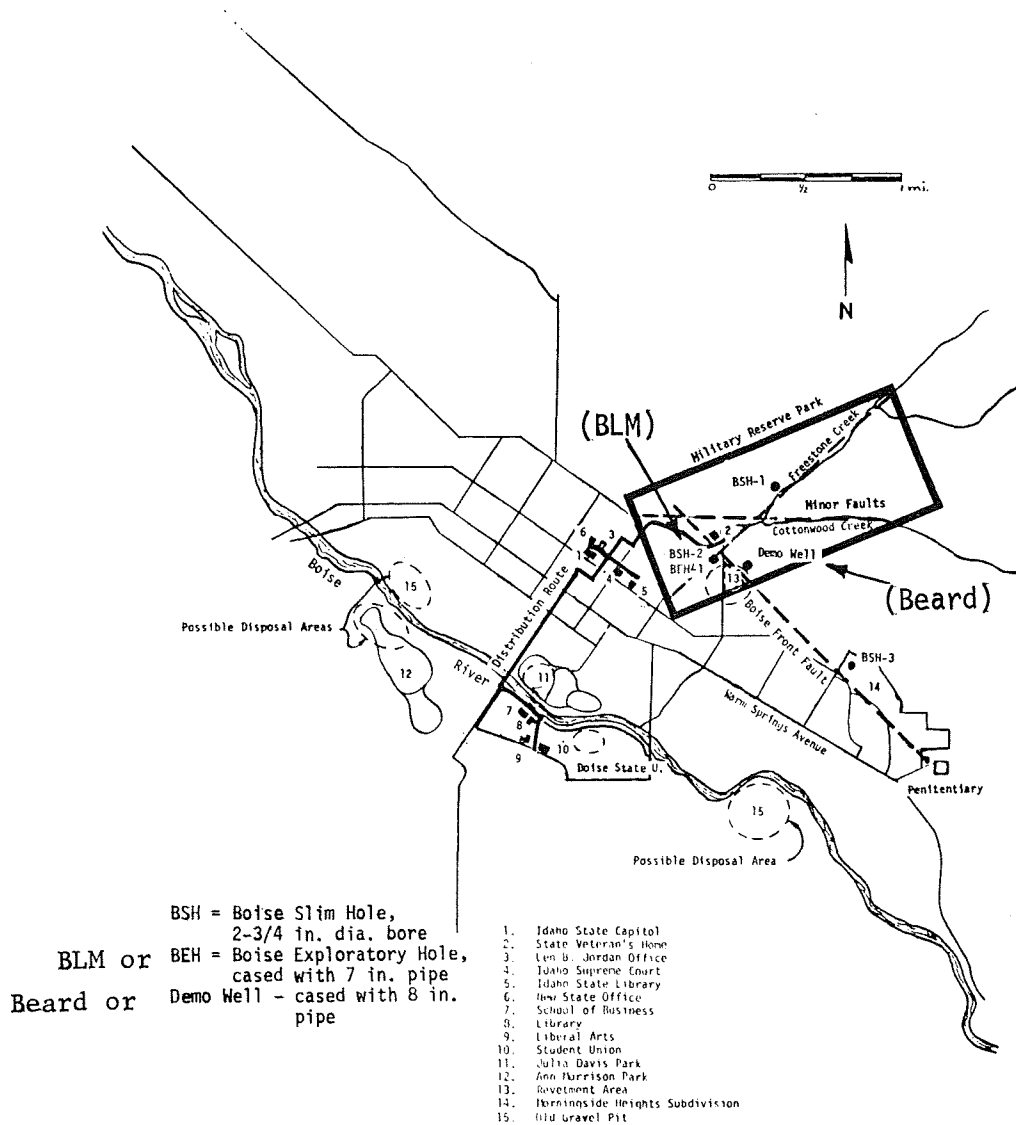 0 ½ 1 mi.
N
(BLM)
Military Reserve Park
Freestone Creek
BSH-1
Minor Faults
Cottonwood Creek
2
BSH-2
BEH-1
Demo Well
13
(Beard)
6
3
1
4
5
Distribution Route
Boise Front Fault
BSH-3
14
Boise
River
15
Possible Disposal Areas
12
11
7
8
9
10
Boise State U.
Warm Springs Avenue
Penitentiary
15
Possible Disposal Area
BSH = Boise Slim Hole,
2-3/4 in. dia. bore
BLM or BEH = Boise Exploratory Hole,
cased with 7 in. pipe
Beard or Demo Well - cased with 8 in.
pipe
1. Idaho State Capitol
2. State Veteran's Home
3. Len B. Jordan Office
4. Idaho Supreme Court
5. Idaho State Library
6. New State Office
7. School of Business
8. Library
9. Liberal Arts
10. Student Union
11. Julia Davis Park
12. Ann Morrison Park
13. Revetment Area
14. Morningside Heights Subdivision
15. Old Gravel Pit